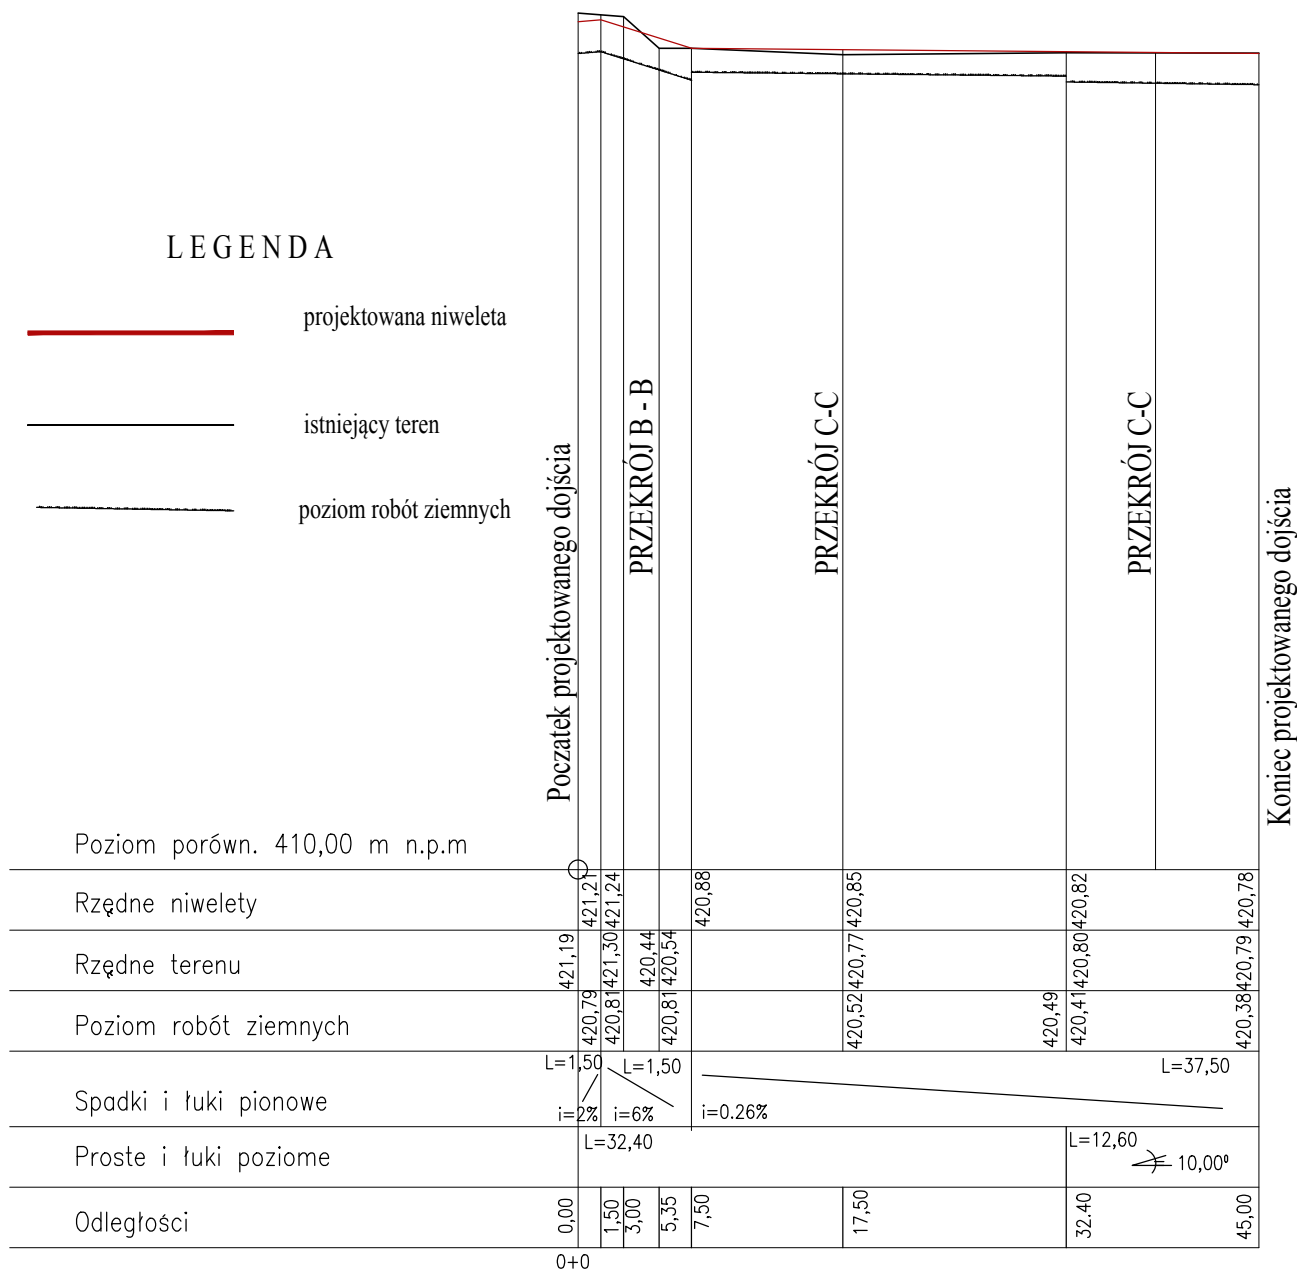 LEGENDA
projektowana niweleta
istniejący teren
poziom robót ziemnych
Początek projektowanego dojścia
PRZEKRÓJ B - B
PRZEKRÓJ C-C
PRZEKRÓJ C-C
Koniec projektowanego dojścia
Poziom porówn. 410,00 m n.p.m
Rzędne niwelety
421,21 421,24 420,88 420,85 420,82 420,78
Rzędne terenu
421,19 421,30 420,44 420,54 420,77 420,80 420,79
Poziom robót ziemnych
420,79 420,81 420,81 420,52 420,49 420,41 420,38
Spadki i łuki pionowe
L=1,50 L=1,50 L=37,50
i=2% i=6% i=0.26%
Proste i łuki poziome
L=32,40 L=12,60
10,00⁰
Odległości
0,00 1,50 3,00 5,35 7,50 17,50 32.40 45,00
0+0